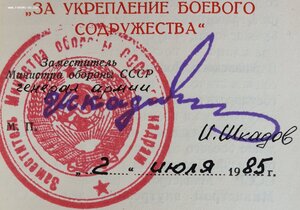 „ЗА УКРЕПЛЕНИЕ БОЕВОГО
СОДРУЖЕСТВА“
Заместитель
Министра обороны СССР
генерал армии
М. П.
И. Шкадов
„ 2 “ июля 1985 г.